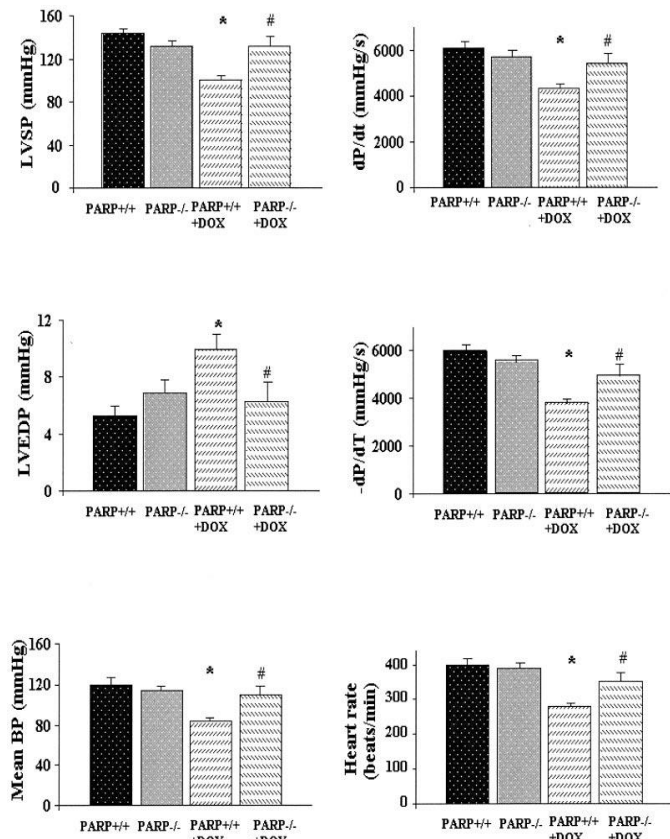 LVSP (mmHg)
160
120
80
40
0
*
#
PARP+/+ PARP-/- PARP+/+ PARP-/-
+DOX +DOX
dP/dt (mmHg/s)
6000
4000
2000
0
*
#
PARP+/+ PARP-/- PARP+/+ PARP-/-
+DOX +DOX
LVEDP (mmHg)
12
8
4
0
*
#
PARP+/+ PARP-/- PARP+/+ PARP-/-
+DOX +DOX
-dP/dT (mmHg/s)
6000
4000
2000
0
*
#
PARP+/+ PARP-/- PARP+/+ PARP-/-
+DOX +DOX
Mean BP (mmHg)
160
120
80
40
0
*
#
PARP+/+ PARP-/- PARP+/+ PARP-/-
+DOX +DOX
Heart rate
(beats/min)
400
300
200
100
0
*
#
PARP+/+ PARP-/- PARP+/+ PARP-/-
+DOX +DOX